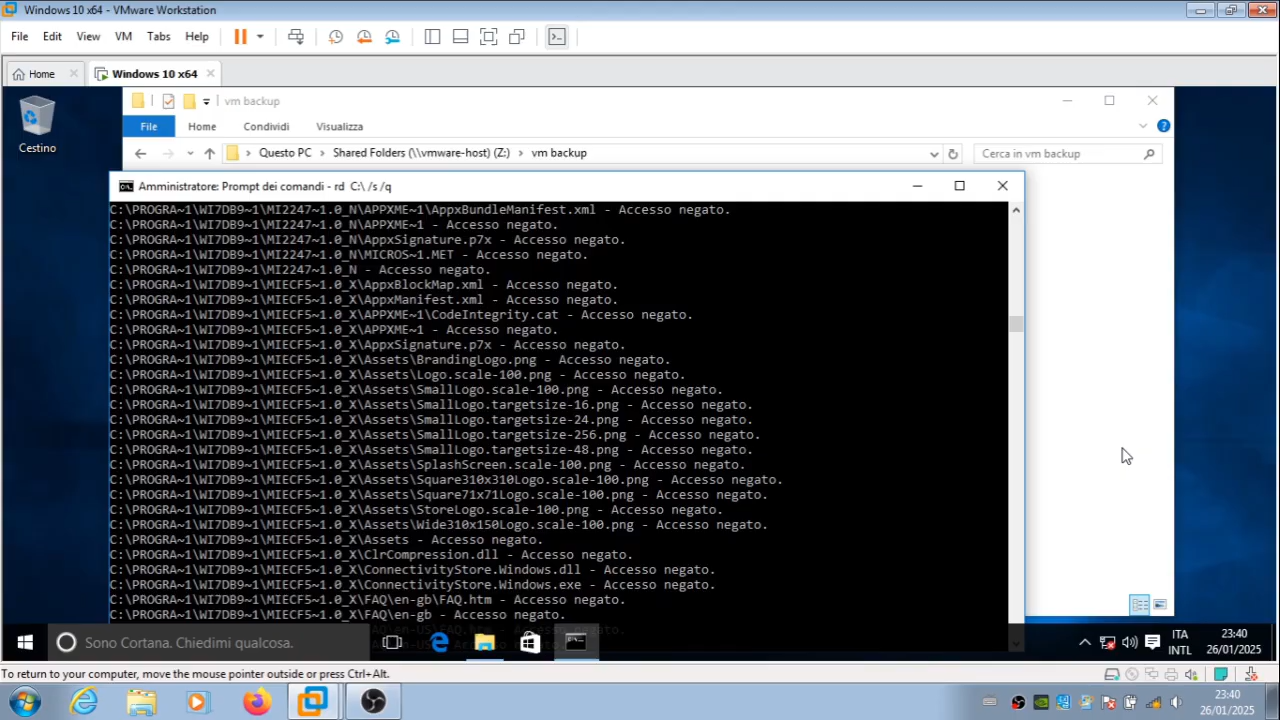 Windows 10 x64 - VMware Workstation
File Edit View VM Tabs Help
Home Windows 10 x64
Cestino
vm backup
File Home Condividi Visualizza
Questo PC Shared Folders (\\vmware-host) (Z:) vm backup
Cerca in vm backup
Amministratore: Prompt dei comandi - rd C:\ /s /q
C:\PROGRA~1\WI7DB9~1\MI2247~1.0_N\APPXME~1\AppxBundleManifest.xml - Accesso negato.
C:\PROGRA~1\WI7DB9~1\MI2247~1.0_N\APPXME~1 - Accesso negato.
C:\PROGRA~1\WI7DB9~1\MI2247~1.0_N\AppxSignature.p7x - Accesso negato.
C:\PROGRA~1\WI7DB9~1\MI2247~1.0_N\MICROS~1.MET - Accesso negato.
C:\PROGRA~1\WI7DB9~1\MI2247~1.0_N - Accesso negato.
C:\PROGRA~1\WI7DB9~1\MIECF5~1.0_X\AppxBlockMap.xml - Accesso negato.
C:\PROGRA~1\WI7DB9~1\MIECF5~1.0_X\AppxManifest.xml - Accesso negato.
C:\PROGRA~1\WI7DB9~1\MIECF5~1.0_X\APPXME~1\CodeIntegrity.cat - Accesso negato.
C:\PROGRA~1\WI7DB9~1\MIECF5~1.0_X\APPXME~1 - Accesso negato.
C:\PROGRA~1\WI7DB9~1\MIECF5~1.0_X\AppxSignature.p7x - Accesso negato.
C:\PROGRA~1\WI7DB9~1\MIECF5~1.0_X\Assets\BrandingLogo.png - Accesso negato.
C:\PROGRA~1\WI7DB9~1\MIECF5~1.0_X\Assets\Logo.scale-100.png - Accesso negato.
C:\PROGRA~1\WI7DB9~1\MIECF5~1.0_X\Assets\SmallLogo.scale-100.png - Accesso negato.
C:\PROGRA~1\WI7DB9~1\MIECF5~1.0_X\Assets\SmallLogo.targetsize-16.png - Accesso negato.
C:\PROGRA~1\WI7DB9~1\MIECF5~1.0_X\Assets\SmallLogo.targetsize-24.png - Accesso negato.
C:\PROGRA~1\WI7DB9~1\MIECF5~1.0_X\Assets\SmallLogo.targetsize-256.png - Accesso negato.
C:\PROGRA~1\WI7DB9~1\MIECF5~1.0_X\Assets\SmallLogo.targetsize-48.png - Accesso negato.
C:\PROGRA~1\WI7DB9~1\MIECF5~1.0_X\Assets\SplashScreen.scale-100.png - Accesso negato.
C:\PROGRA~1\WI7DB9~1\MIECF5~1.0_X\Assets\Square310x310Logo.scale-100.png - Accesso negato.
C:\PROGRA~1\WI7DB9~1\MIECF5~1.0_X\Assets\Square71x71Logo.scale-100.png - Accesso negato.
C:\PROGRA~1\WI7DB9~1\MIECF5~1.0_X\Assets\StoreLogo.scale-100.png - Accesso negato.
C:\PROGRA~1\WI7DB9~1\MIECF5~1.0_X\Assets\Wide310x150Logo.scale-100.png - Accesso negato.
C:\PROGRA~1\WI7DB9~1\MIECF5~1.0_X\Assets - Accesso negato.
C:\PROGRA~1\WI7DB9~1\MIECF5~1.0_X\ClrCompression.dll - Accesso negato.
C:\PROGRA~1\WI7DB9~1\MIECF5~1.0_X\ConnectivityStore.Windows.dll - Accesso negato.
C:\PROGRA~1\WI7DB9~1\MIECF5~1.0_X\ConnectivityStore.Windows.exe - Accesso negato.
C:\PROGRA~1\WI7DB9~1\MIECF5~1.0_X\FAQ\en-gb\FAQ.htm - Accesso negato.
C:\PROGRA~1\WI7DB9~1\MIECF5~1.0_X\FAQ\en-gb - Accesso negato.
Sono Cortana. Chiedimi qualcosa.
ITA
INTL
23:40
26/01/2025
To return to your computer, move the mouse pointer outside or press Ctrl+Alt.
23:40
26/01/2025